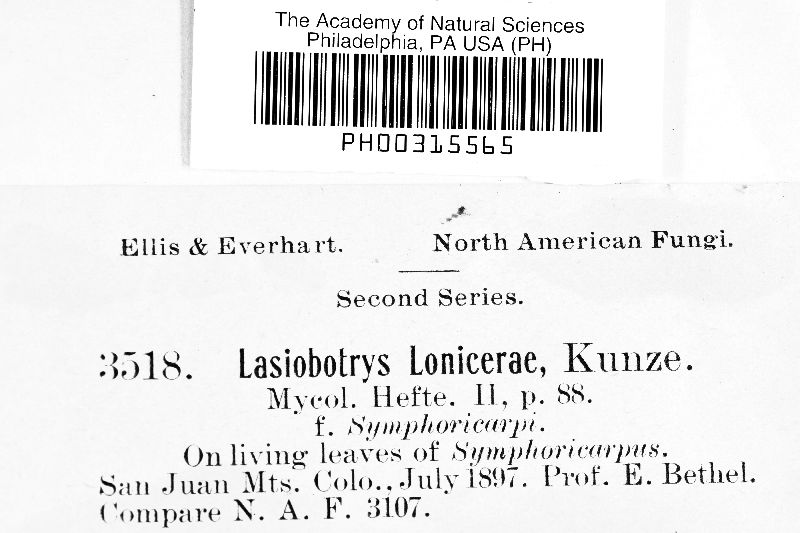 The Academy of Natural Sciences
Philadelphia, PA USA (PH)
PH00315565
Ellis & Everhart. North American Fungi.
Second Series.
3518. Lasiobotrys Lonicerae, Kunze.
Mycol. Hefte. II, p. 88.
f. Symphoricarpi.
On living leaves of Symphoricarpus.
San Juan Mts. Colo., July 1897. Prof. E. Bethel.
Compare N. A. F. 3107.